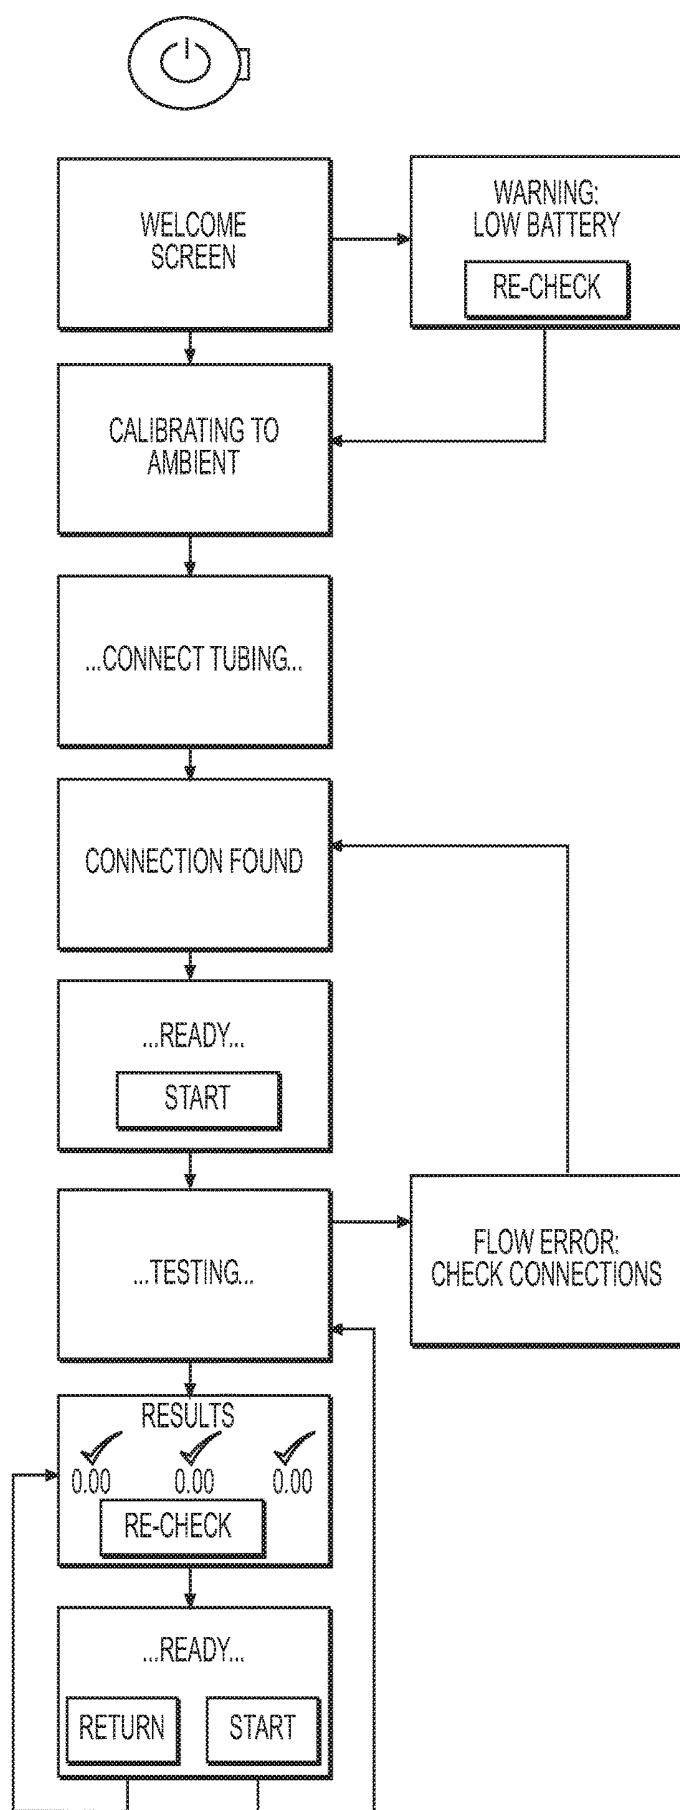 WELCOME
SCREEN
WARNING:
LOW BATTERY
RE-CHECK
CALIBRATING TO
AMBIENT
...CONNECT TUBING...
CONNECTION FOUND
...READY...
START
...TESTING...
FLOW ERROR:
CHECK CONNECTIONS
RESULTS
0.00 0.00 0.00
RE-CHECK
...READY...
RETURN START